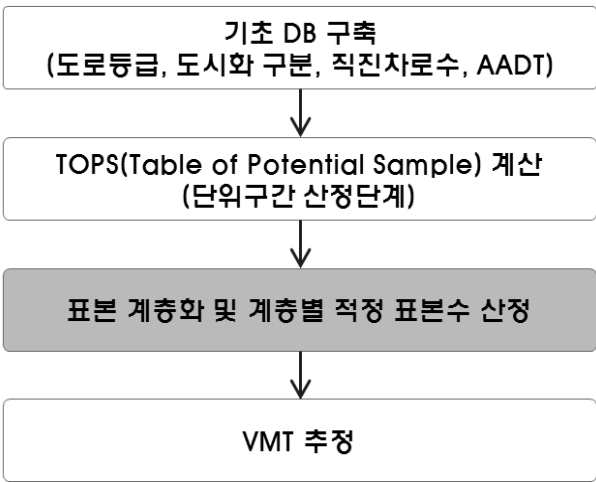 기초 DB 구축
(도로등급, 도시화 구분, 직진차로수, AADT)
TOPS(Table of Potential Sample) 계산
(단위구간 산정단계)
표본 계층화 및 계층별 적정 표본수 산정
VMT 추정